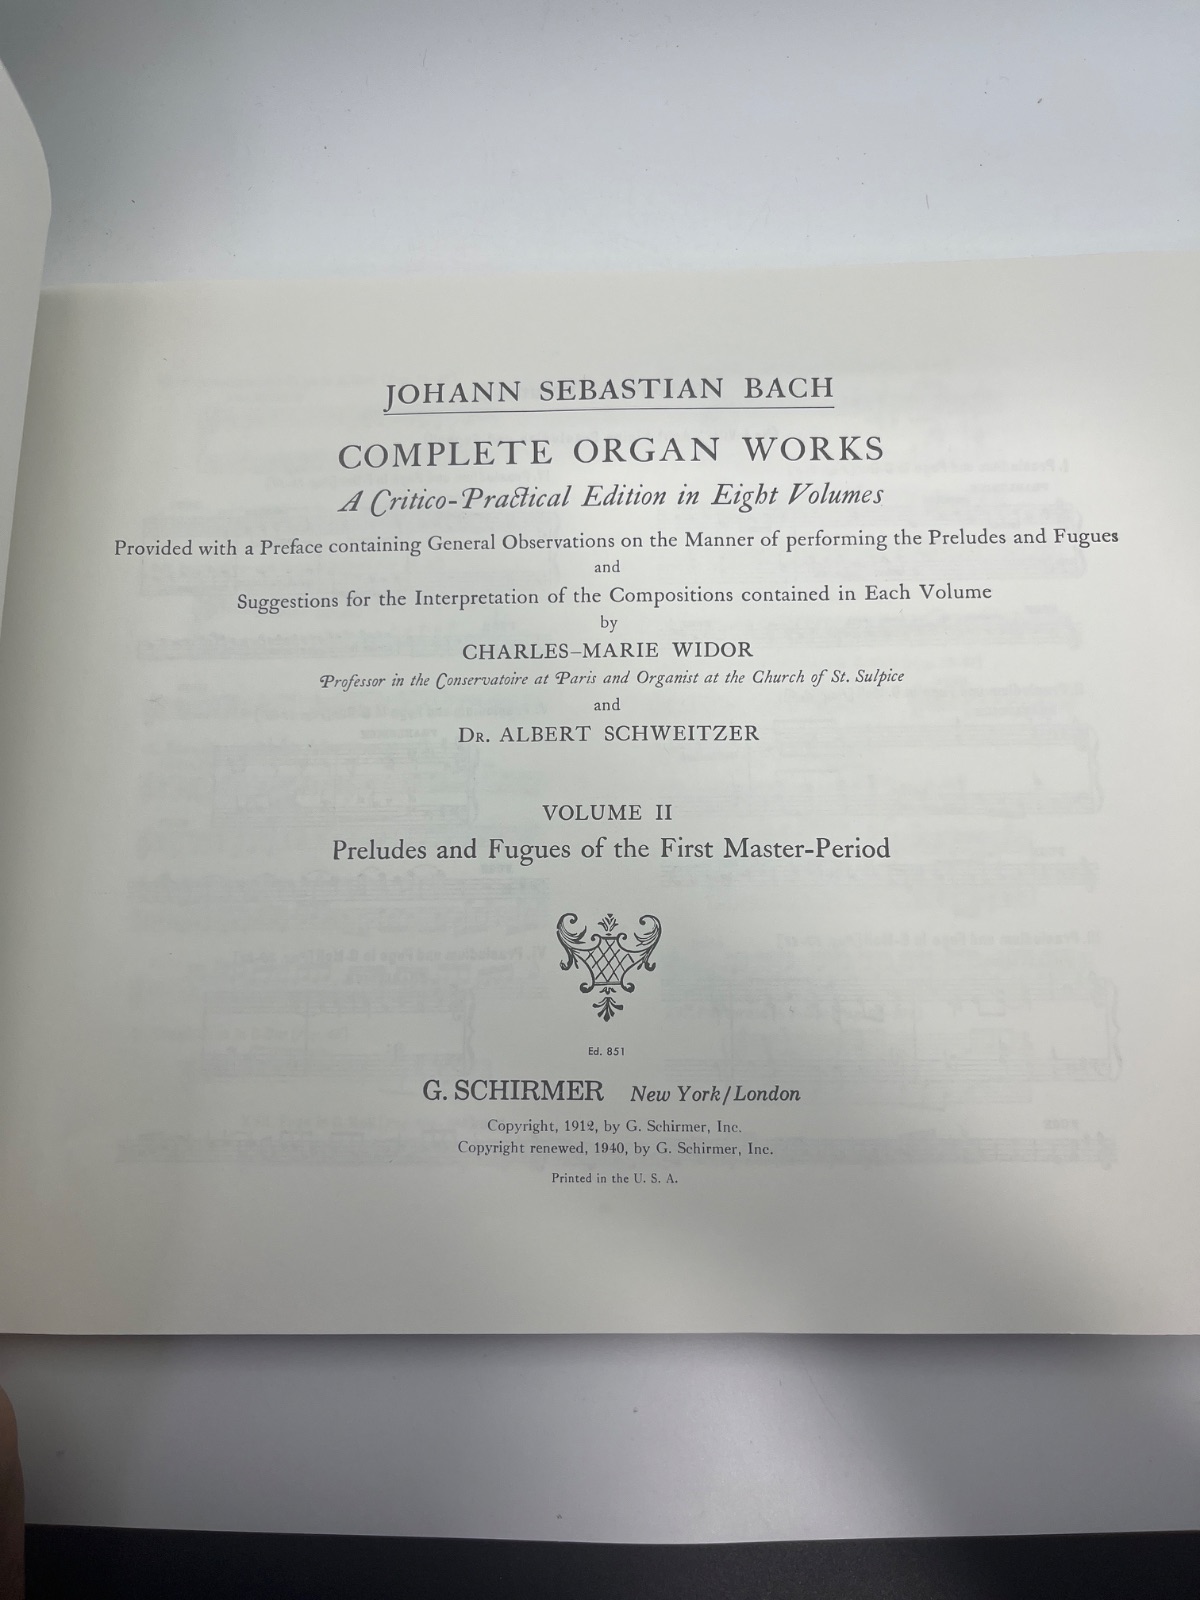 JOHANN SEBASTIAN BACH
COMPLETE ORGAN WORKS
A Critico-Practical Edition in Eight Volumes
Provided with a Preface containing General Observations on the Manner of performing the Preludes and Fugues
and
Suggestions for the Interpretation of the Compositions contained in Each Volume
by
CHARLES-MARIE WIDOR
Professor in the Conservatoire at Paris and Organist at the Church of St. Sulpice
and
DR. ALBERT SCHWEITZER
VOLUME II
Preludes and Fugues of the First Master-Period
Ed. 851
G. SCHIRMER New York/London
Copyright, 1912, by G. Schirmer, Inc.
Copyright renewed, 1940, by G. Schirmer, Inc.
Printed in the U. S. A.